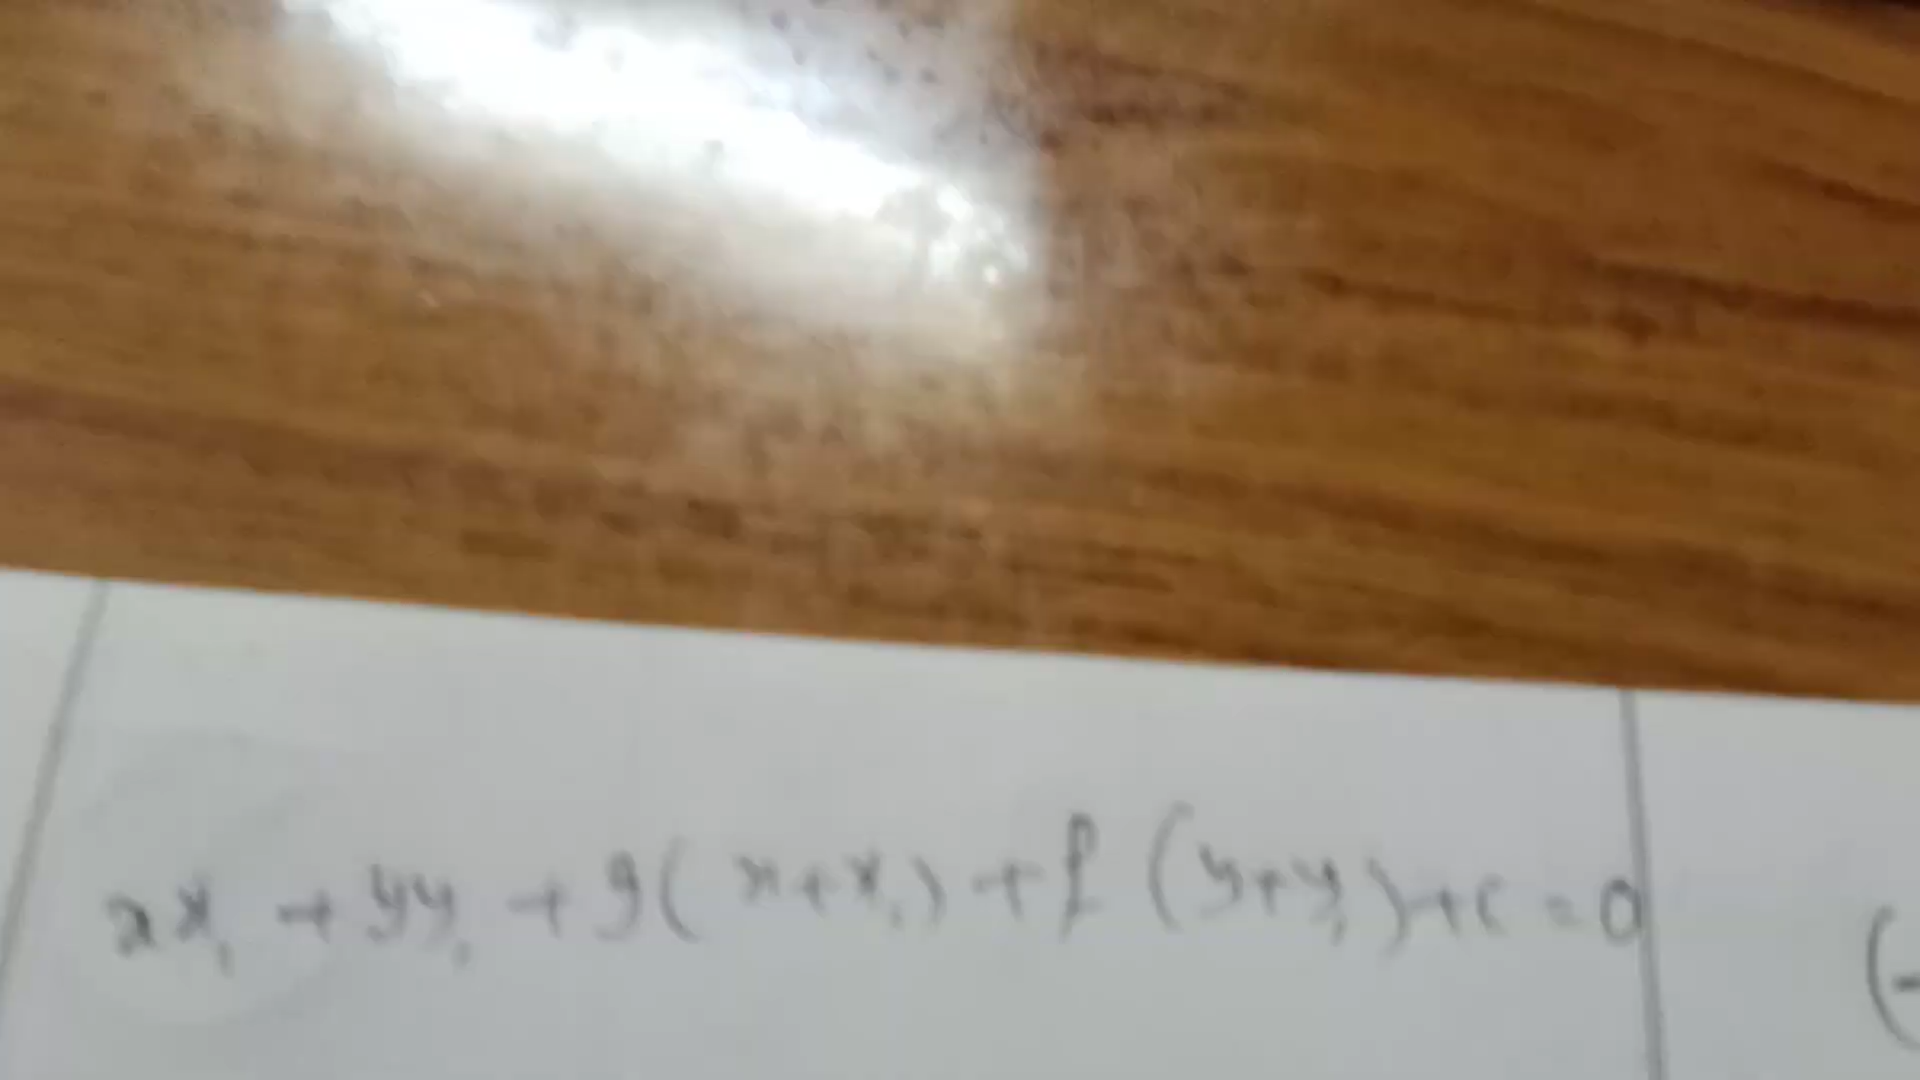 xx₁ + yy₁ + g(x+x₁) + f(y+y₁)+c = 0
(-